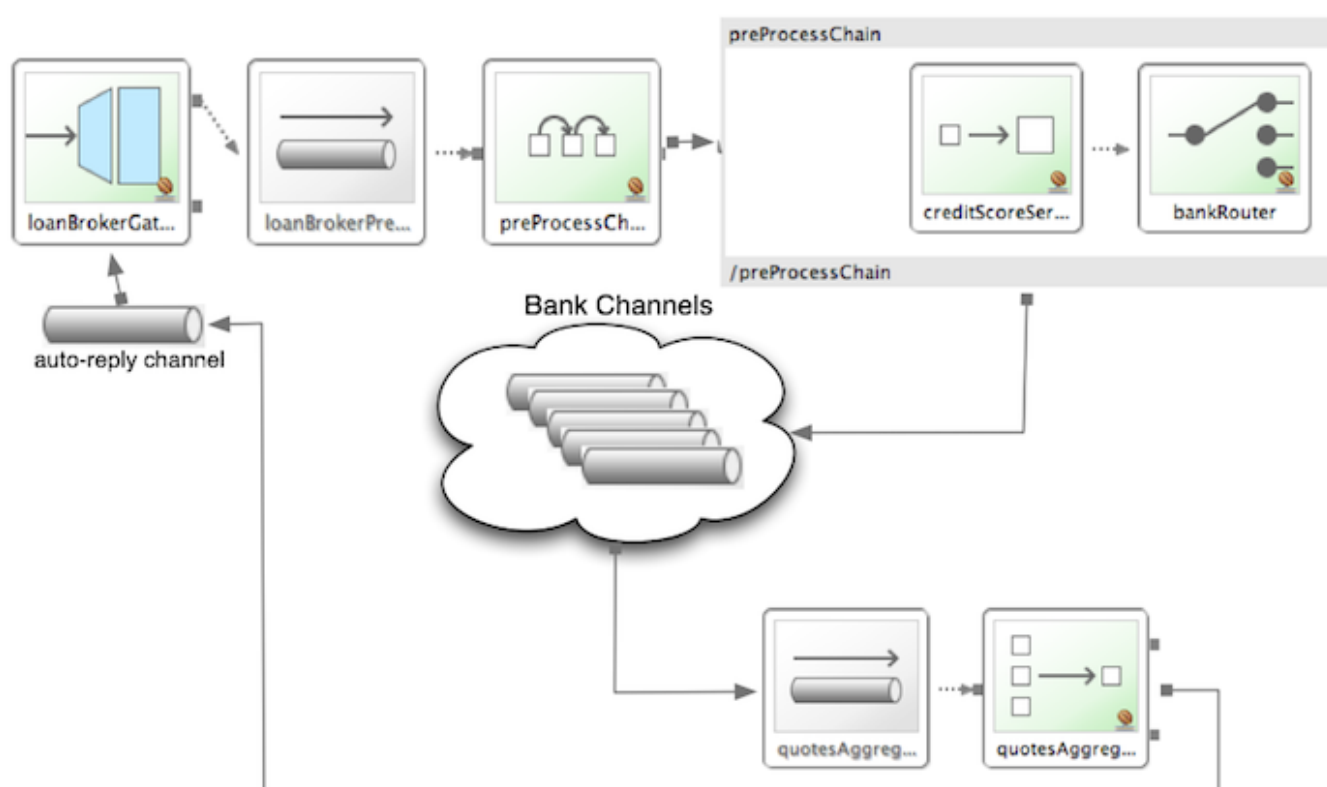 preProcessChain
loanBrokerGat...
loanBrokerPre...
preProcessCh...
creditScoreSer...
bankRouter
/preProcessChain
Bank Channels
auto-reply channel
quotesAggreg...
quotesAggreg...